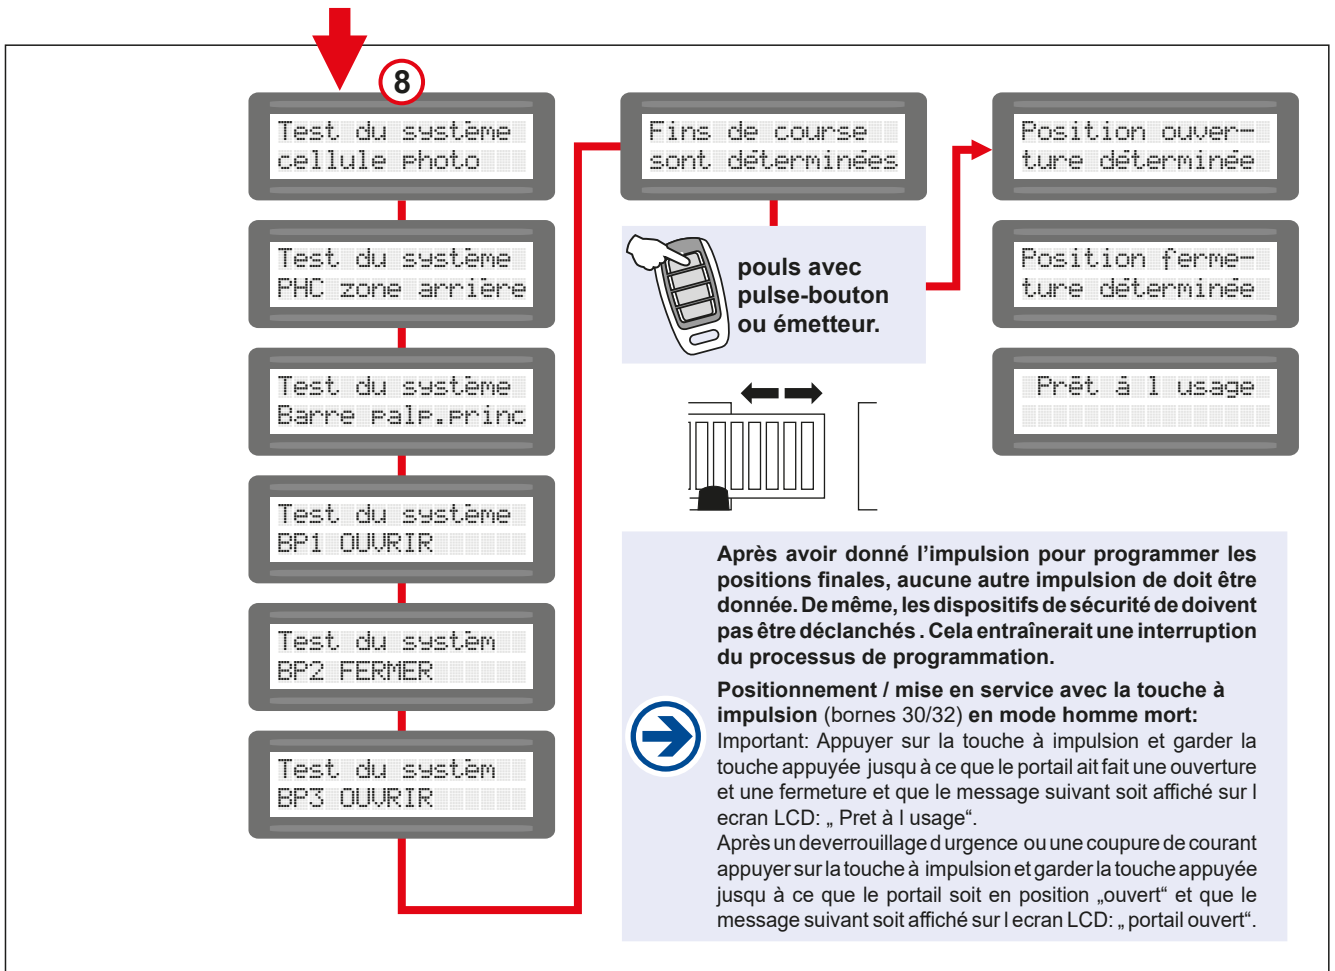 8
Test du système
cellule photo
Test du système
PHC zone arrière
Test du système
Barre palp.princ
Test du système
BP1 OUVRIR
Test du systèm
BP2 FERMER
Test du systèm
BP3 OUVRIR
Fins de course
sont déterminées
pouls avec
pulse-bouton
ou émetteur.
Position ouver-
ture déterminée
Position ferme-
ture déterminée
Prêt à l usage
Après avoir donné l’impulsion pour programmer les
positions finales, aucune autre impulsion de doit être
donnée. De même, les dispositifs de sécurité de doivent
pas être déclanchés . Cela entraînerait une interruption
du processus de programmation.
Positionnement / mise en service avec la touche à
impulsion (bornes 30/32) en mode homme mort:
Important: Appuyer sur la touche à impulsion et garder la
touche appuyée jusqu à ce que le portail ait fait une ouverture
et une fermeture et que le message suivant soit affiché sur l
ecran LCD: „ Pret à l usage“.
Après un deverrouillage d urgence ou une coupure de courant
appuyer sur la touche à impulsion et garder la touche appuyée
jusqu à ce que le portail soit en position „ouvert“ et que le
message suivant soit affiché sur l ecran LCD: „ portail ouvert“.